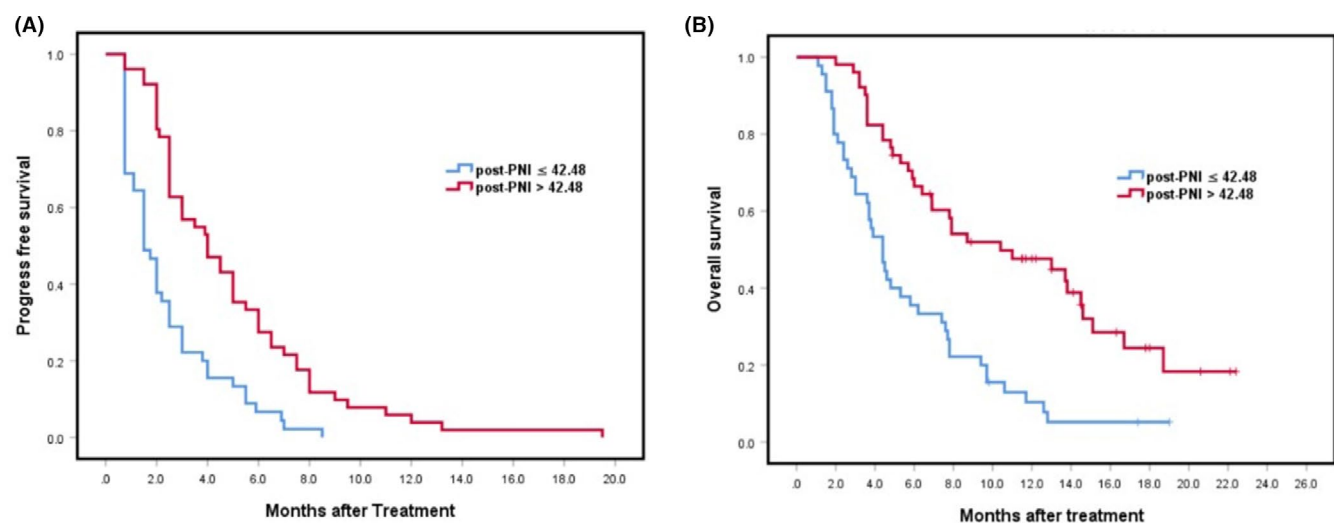 (A)
1.0
0.8
0.6
0.4
0.2
0.0
Progress free survival
post-PNI ≤ 42.48
post-PNI > 42.48
.0 2.0 4.0 6.0 8.0 10.0 12.0 14.0 16.0 18.0 20.0
Months after Treatment
(B)
1.0
0.8
0.6
0.4
0.2
0.0
Overall survival
post-PNI ≤ 42.48
post-PNI > 42.48
.0 2.0 4.0 6.0 8.0 10.0 12.0 14.0 16.0 18.0 20.0 22.0 24.0 26.0
Months after treatment